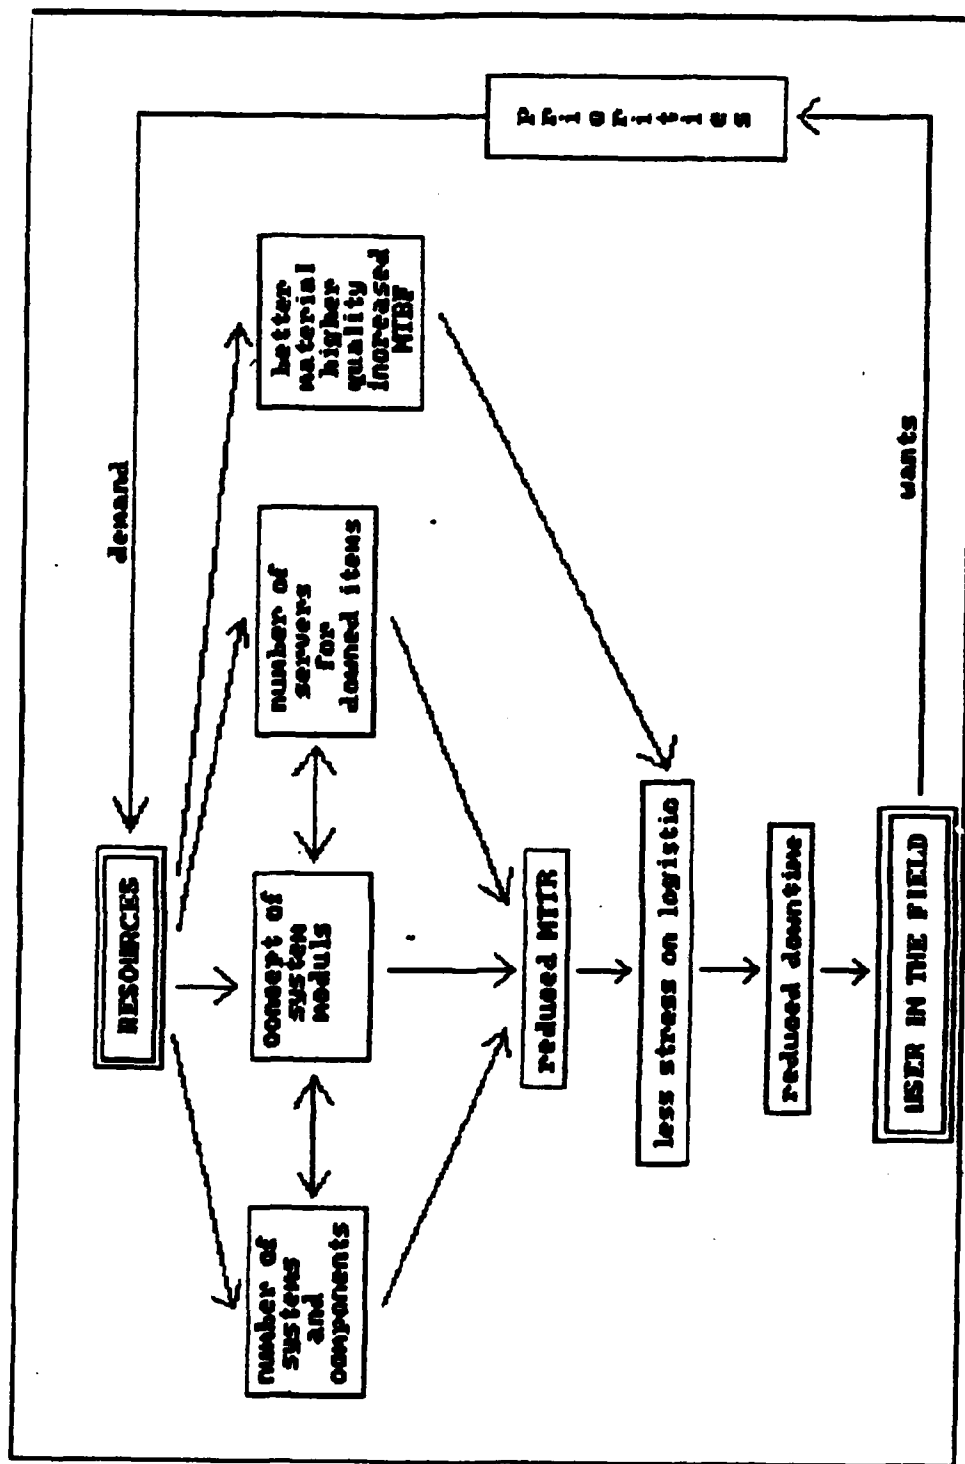 RESOURCES
demand
number of
systems
and
components
concept of
system
moduls
number of
servers
for
downed items
better
material
higher
quality
increased
MTBF
priorities
reduced MTTR
less stress on logistic
reduced downtime
wants
USER IN THE FIELD